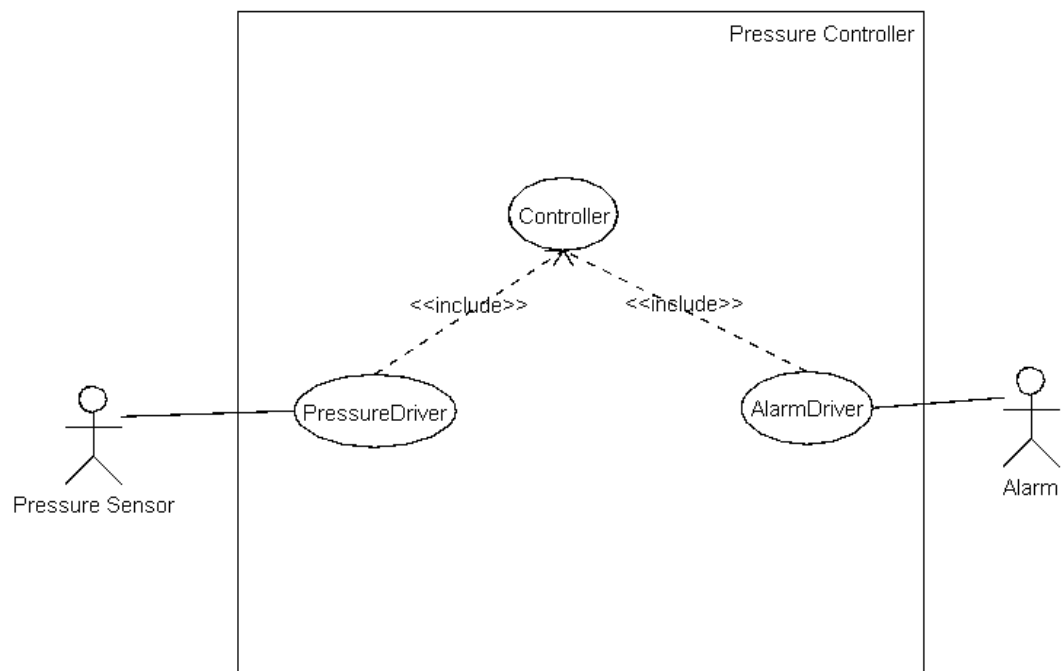 Pressure Controller
Controller
<<include>>
<<include>>
PressureDriver
AlarmDriver
Pressure Sensor
Alarm